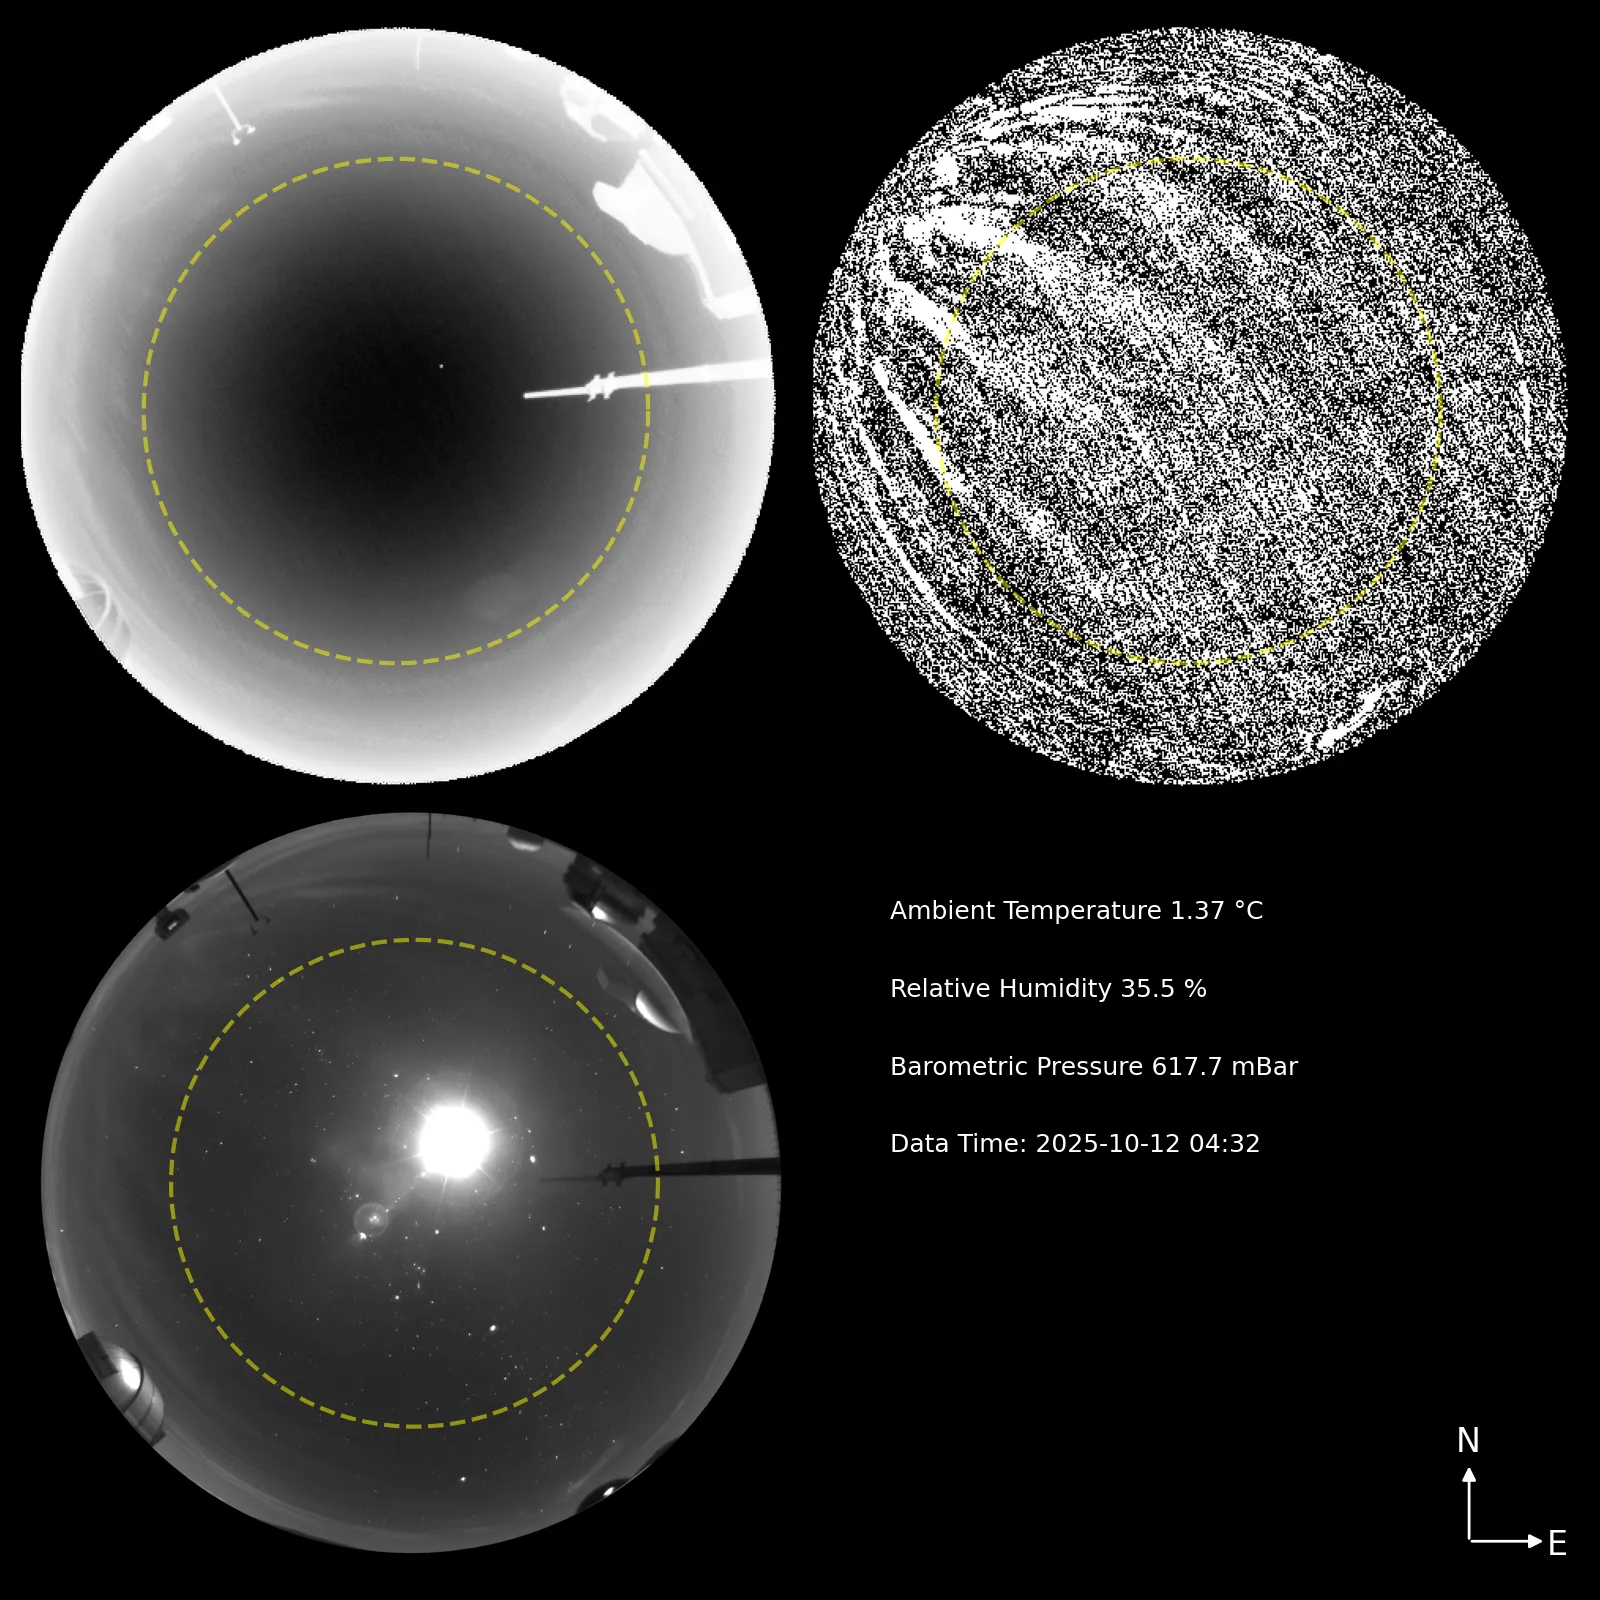 Ambient Temperature 1.37 °C
Relative Humidity 35.5 %
Barometric Pressure 617.7 mBar
Data Time: 2025-10-12 04:32
N
E